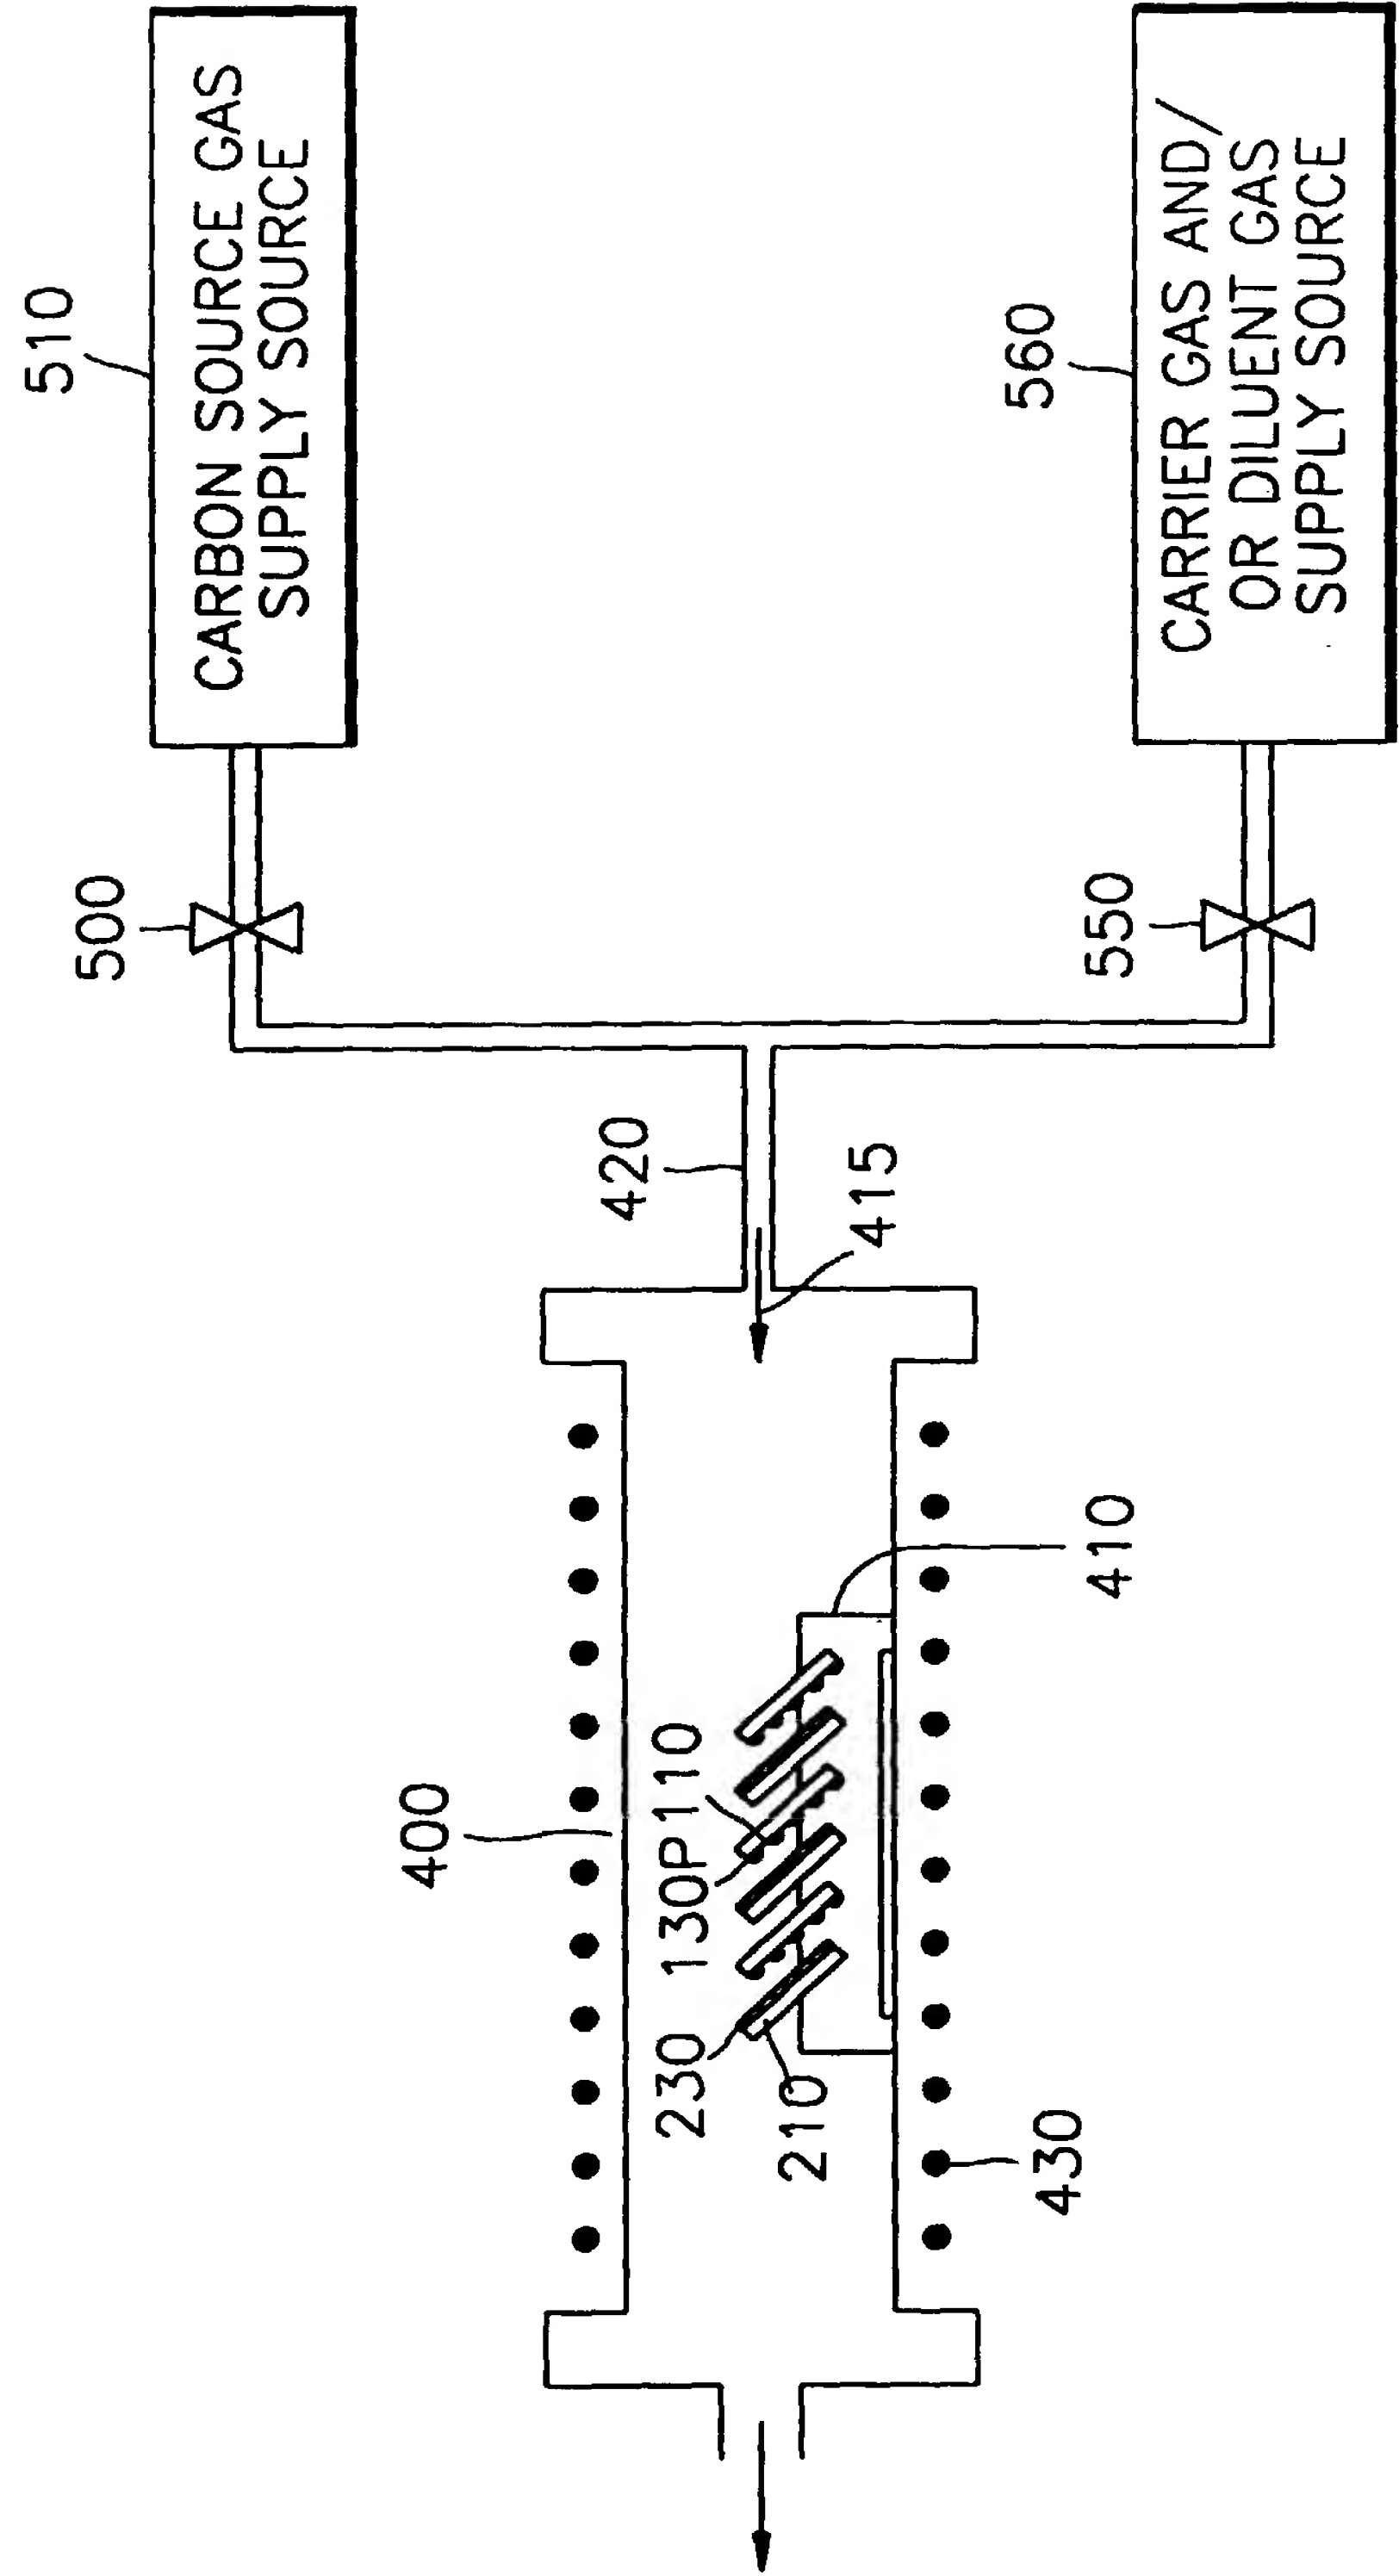 510
CARBON SOURCE GAS
SUPPLY SOURCE
500
560
CARRIER GAS AND/
OR DILUENT GAS
SUPPLY SOURCE
550
420
415
400
410
110
130P
230
210
430